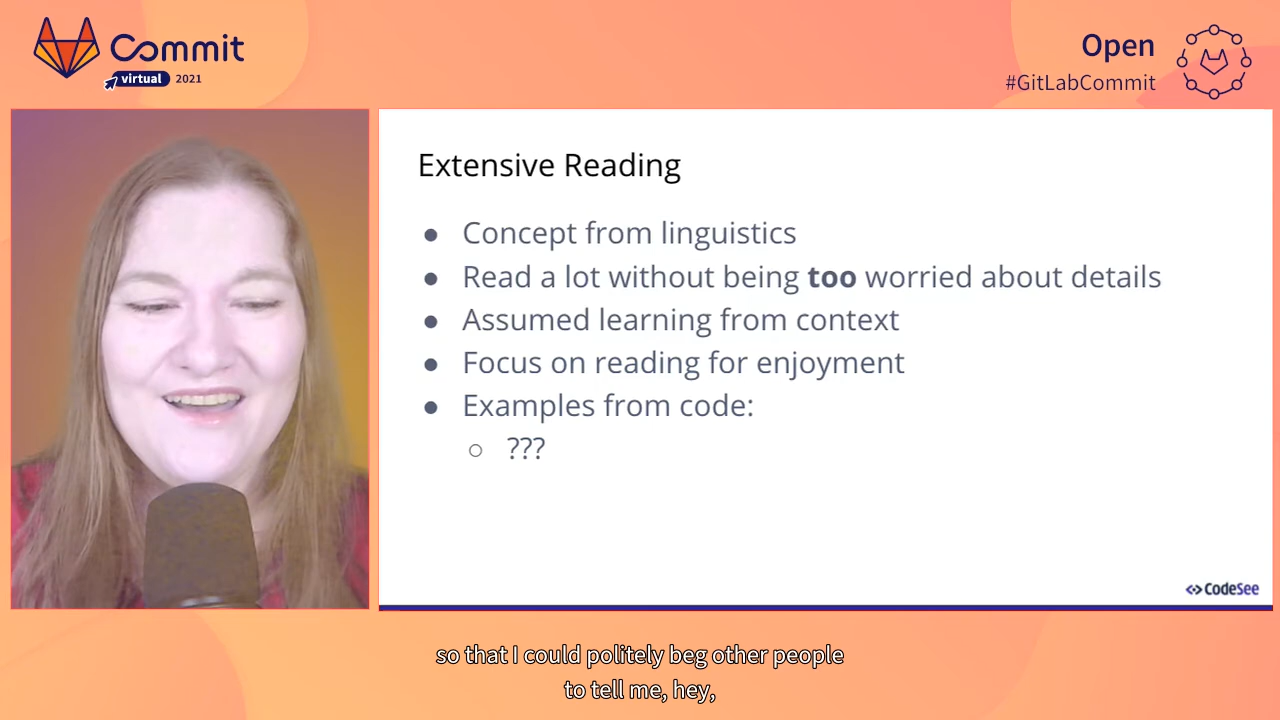 Commit
virtual 2021
Open
#GitLabCommit
Extensive Reading
● Concept from linguistics
● Read a lot without being too worried about details
● Assumed learning from context
● Focus on reading for enjoyment
● Examples from code:
○ ???
CodeSee
so that I could politely beg other people
to tell me, hey,